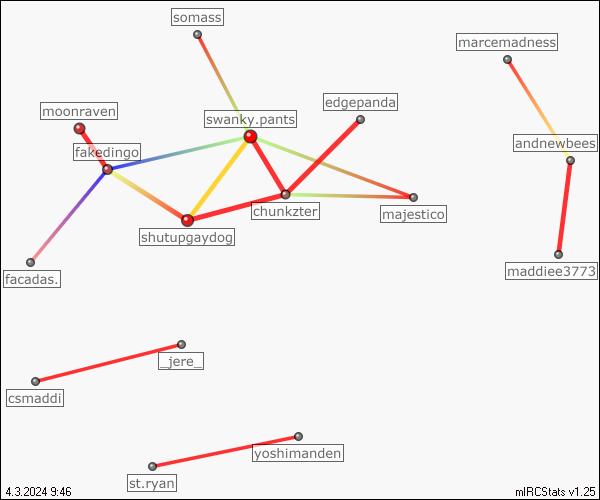 somass
marcemadness
edgepanda
moonraven
swanky.pants
andnewbees
fakedingo
chunkzter
majestico
shutupgaydog
maddiee3773
facadas.
_jere_
csmaddi
yoshimanden
st.ryan
4.3.2024 9:46
mIRCStats v1.25